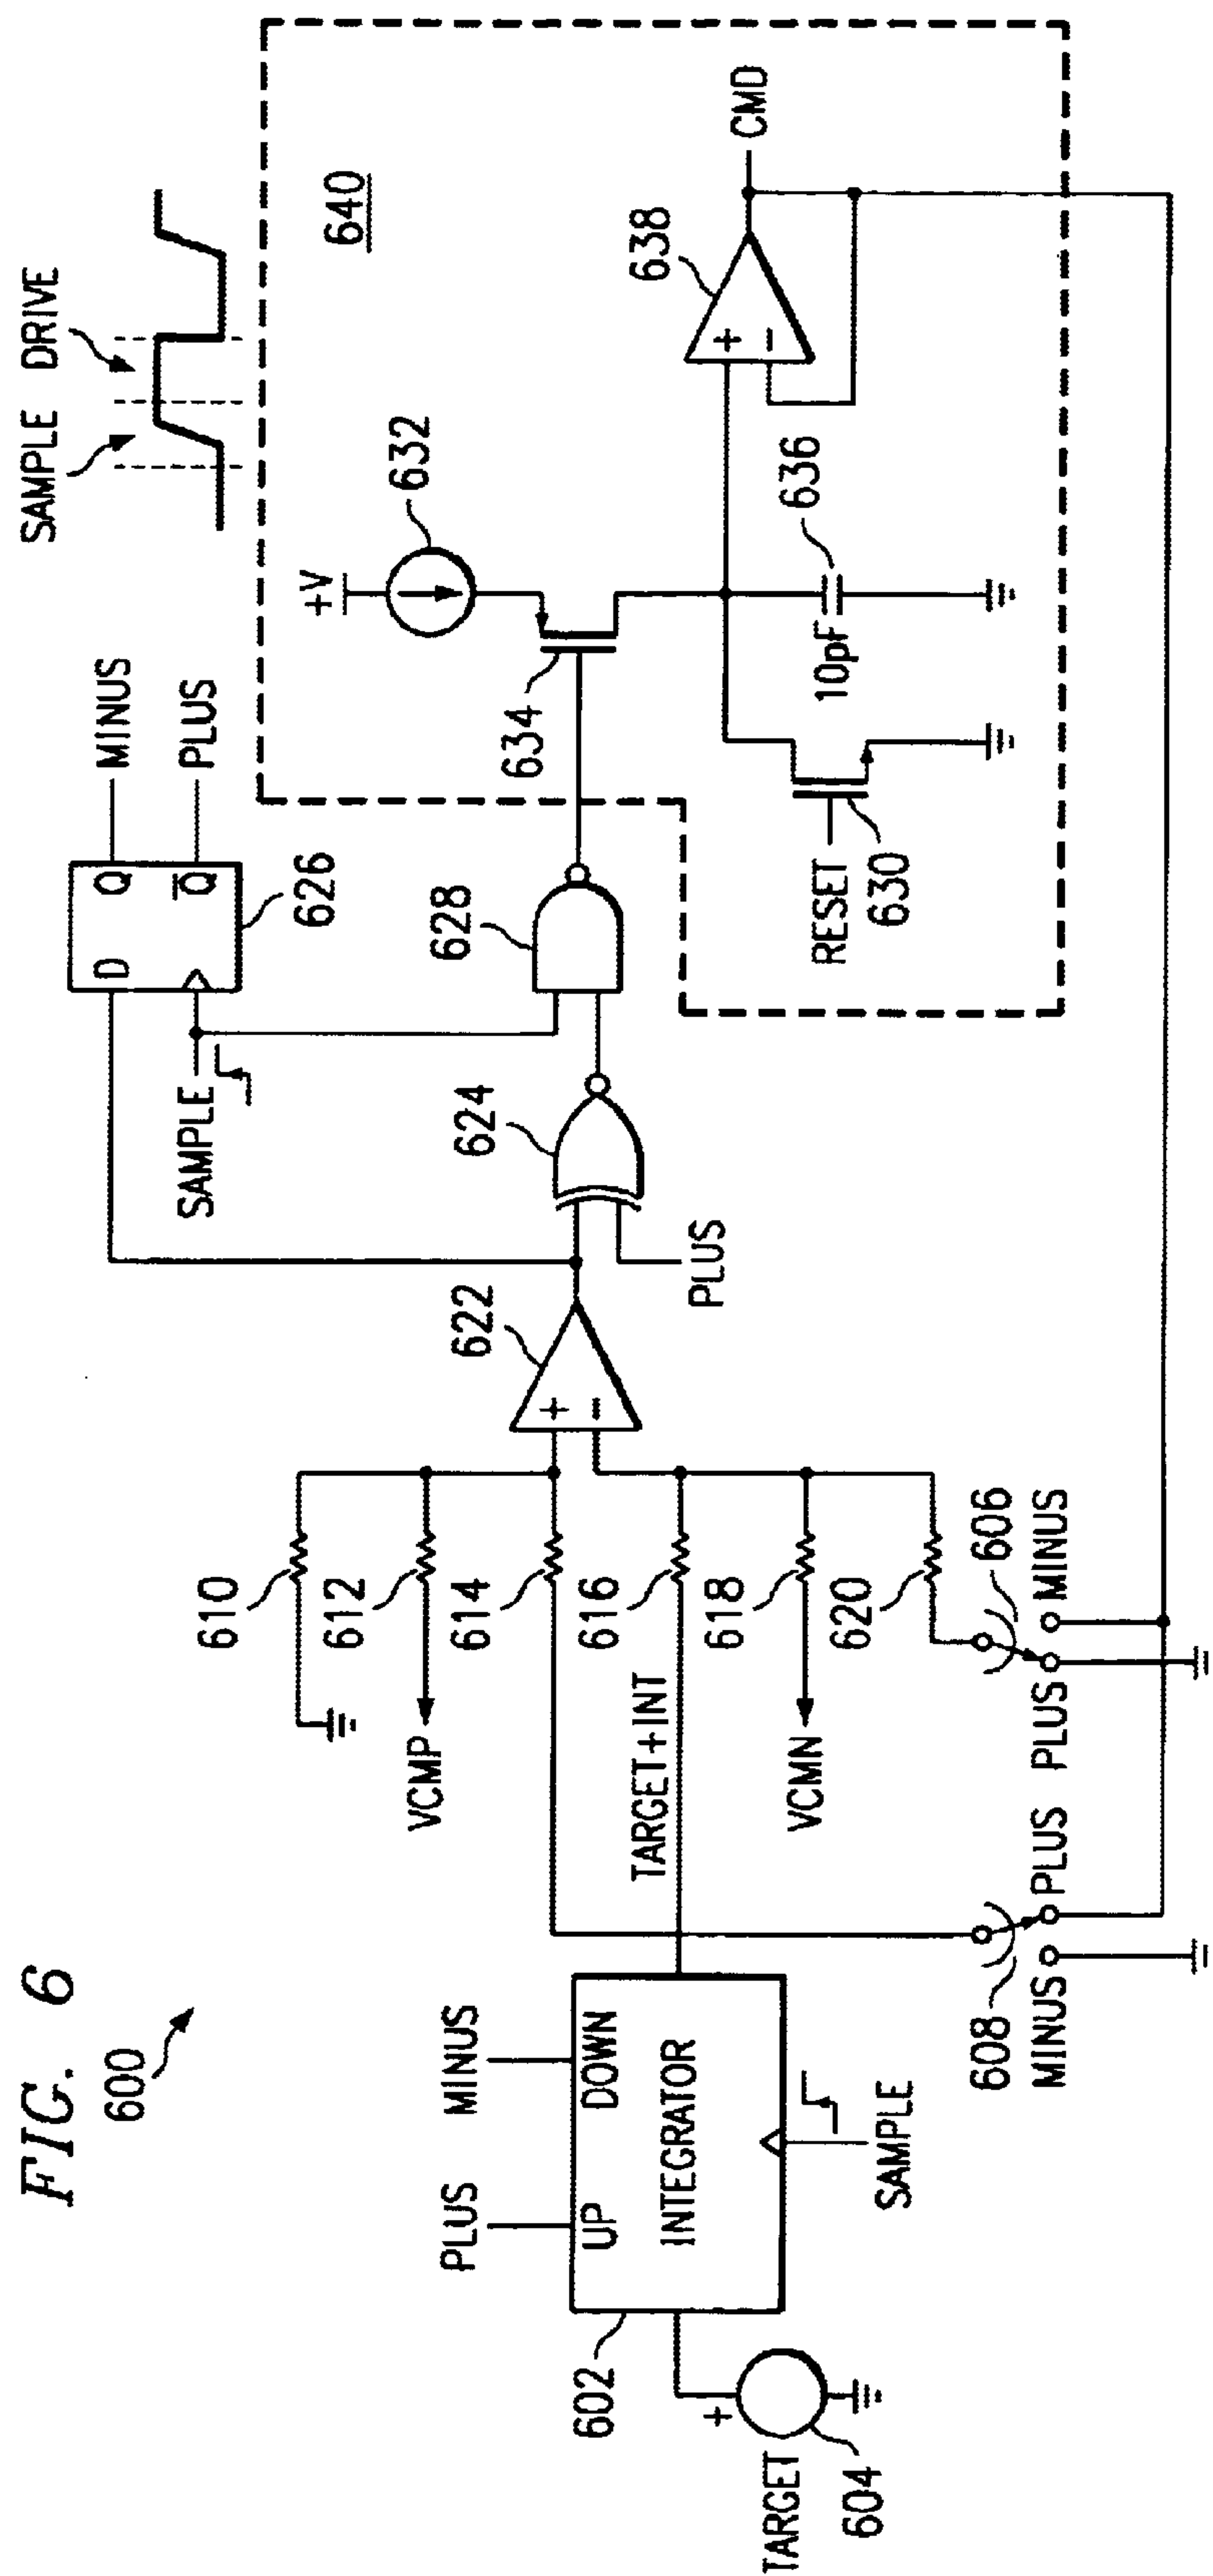 FIG. 6
600
SAMPLE DRIVE
MINUS
PLUS
D Q
Q̅
626
SAMPLE
640
+V
632
634
628
624
PLUS
622
+
−
638
+
−
CMD
636
10pF
RESET
630
610
612
VCMP
614
616
TARGET+INT
618
VCMN
620
606
MINUS
PLUS
PLUS
608
MINUS
PLUS
MINUS
UP DOWN
INTEGRATOR
602
SAMPLE
+
TARGET
604